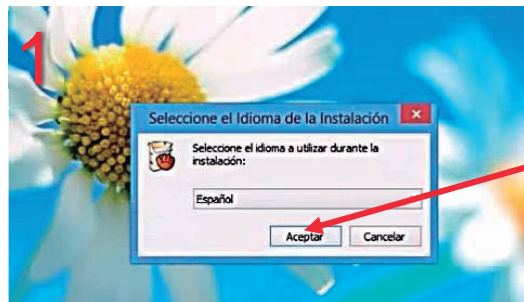 1
Seleccione el Idioma de la Instalación
Seleccione el idioma a utilizar durante la
instalación:
Español
Aceptar
Cancelar